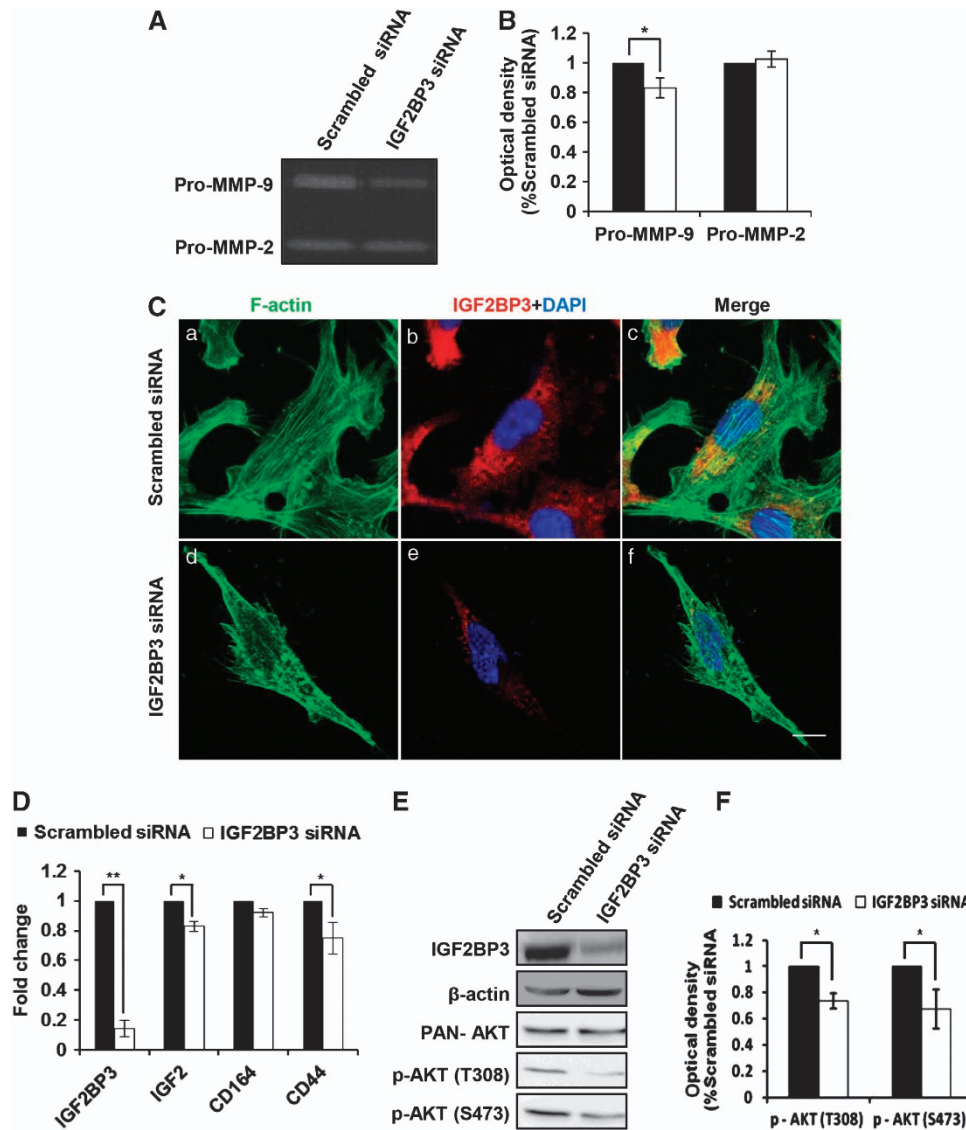 A
Scrambled siRNA
IGF2BP3 siRNA
Pro-MMP-9
Pro-MMP-2
B
*
Optical density
(%Scrambled siRNA)
1.2
1
0.8
0.6
0.4
0.2
0
Pro-MMP-9 Pro-MMP-2
C
F-actin IGF2BP3+DAPI Merge
Scrambled siRNA
a b c
IGF2BP3 siRNA
d e f
D
Scrambled siRNA IGF2BP3 siRNA
** * *
Fold change
1.2
1
0.8
0.6
0.4
0.2
0
IGF2BP3 IGF2 CD164 CD44
E
Scrambled siRNA
IGF2BP3 siRNA
IGF2BP3
β-actin
PAN- AKT
p-AKT (T308)
p-AKT (S473)
F
Scrambled siRNA IGF2BP3 siRNA
* *
Optical density
(%Scrambled siRNA
1.2
1
0.8
0.6
0.4
0.2
0
p - AKT (T308) p - AKT (S473)